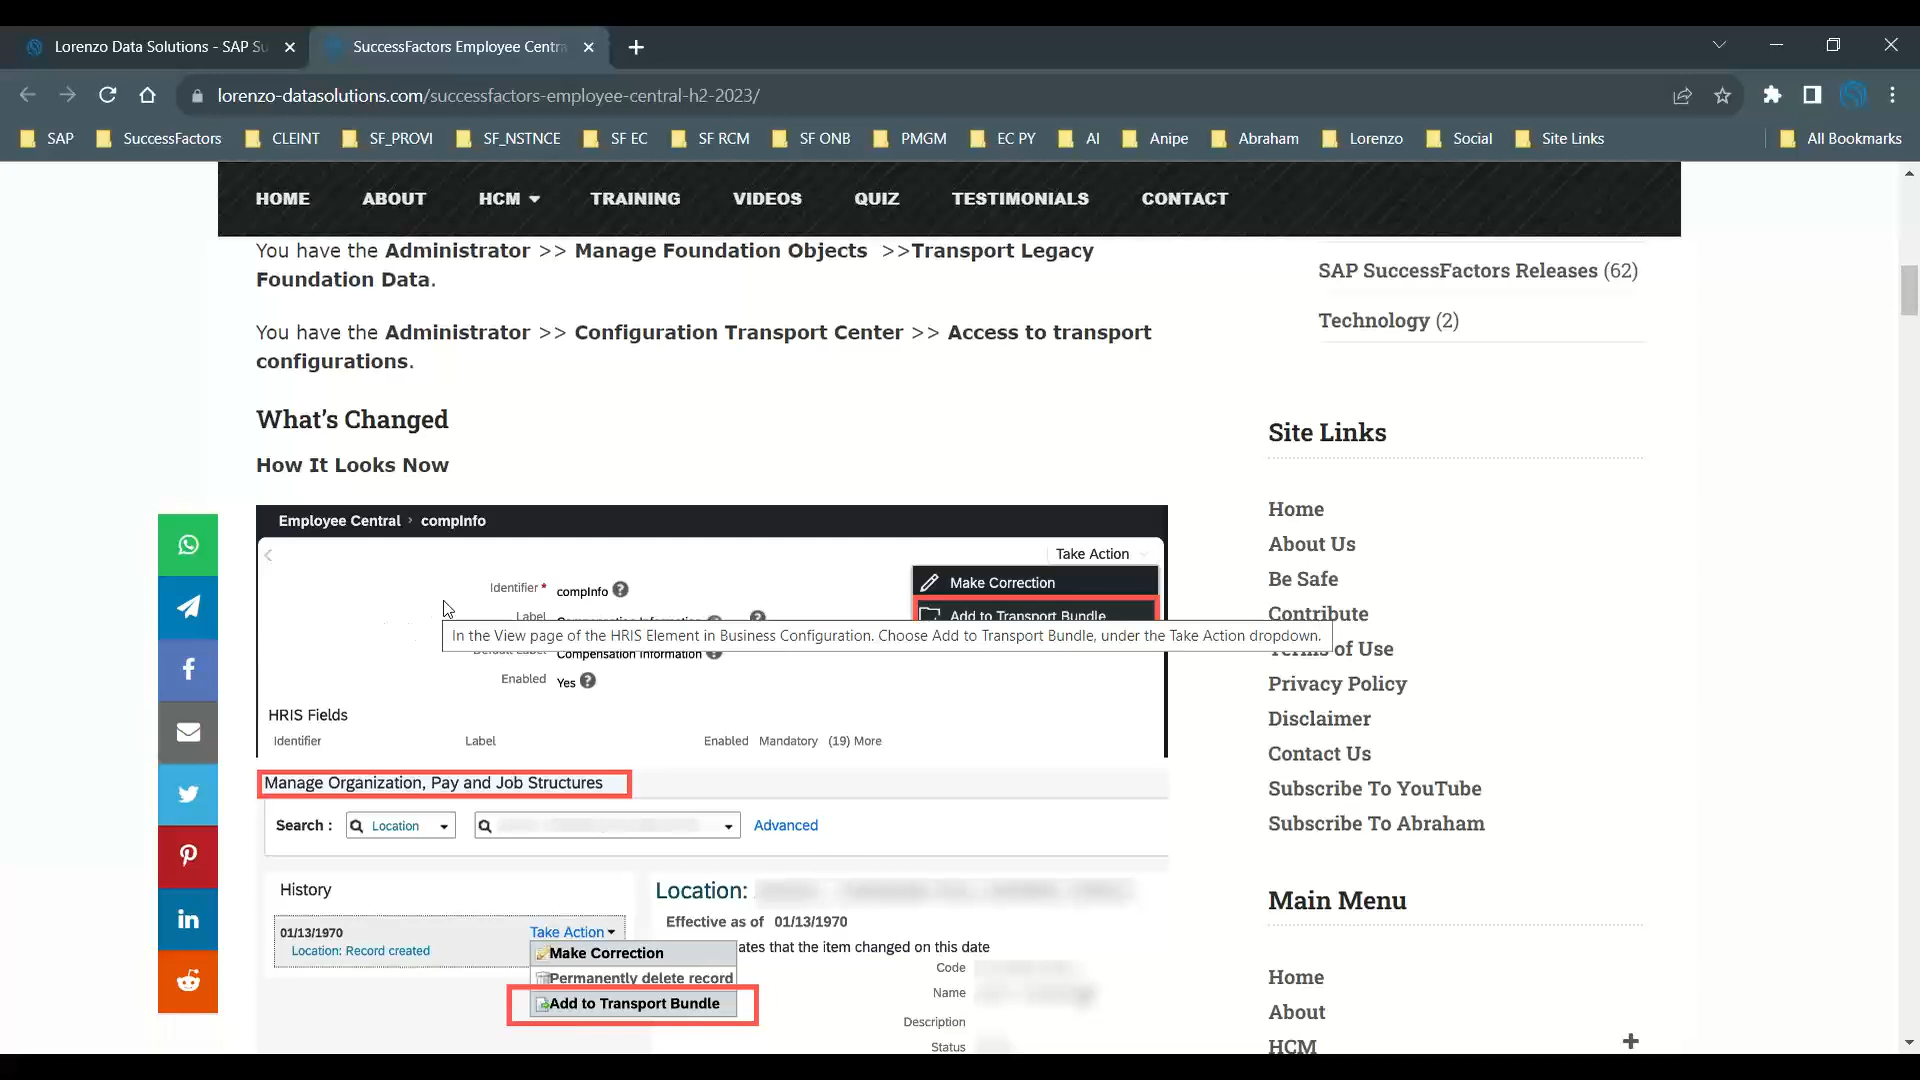 Lorenzo Data Solutions - SAP Su
SuccessFactors Employee Centra
lorenzo-datasolutions.com/successfactors-employee-central-h2-2023/
SAP
SuccessFactors
CLEINT
SF_PROVI
SF_NSTNCE
SF EC
SF RCM
SF ONB
PMGM
EC PY
AI
Anipe
Abraham
Lorenzo
Social
Site Links
All Bookmarks
HOME
ABOUT
HCM
TRAINING
VIDEOS
QUIZ
TESTIMONIALS
CONTACT
You have the Administrator >> Manage Foundation Objects >>Transport Legacy
Foundation Data.
You have the Administrator >> Configuration Transport Center >> Access to transport
configurations.
What's Changed
How It Looks Now
Employee Central › compInfo
Take Action
Make Correction
Add to Transport Bundle
Identifier * compInfo
Label
In the View page of the HRIS Element in Business Configuration. Choose Add to Transport Bundle, under the Take Action dropdown.
Default Label Compensation Information
Enabled Yes
HRIS Fields
Identifier Label Enabled Mandatory (19) More
Manage Organization, Pay and Job Structures
Search : Location Advanced
History
01/13/1970 Take Action
Location: Record created
Make Correction
Permanently delete record
Add to Transport Bundle
Location:
Effective as of 01/13/1970
ates that the item changed on this date
Code
Name
Description
Status
SAP SuccessFactors Releases (62)
Technology (2)
Site Links
Home
About Us
Be Safe
Contribute
Terms of Use
Privacy Policy
Disclaimer
Contact Us
Subscribe To YouTube
Subscribe To Abraham
Main Menu
Home
About
HCM